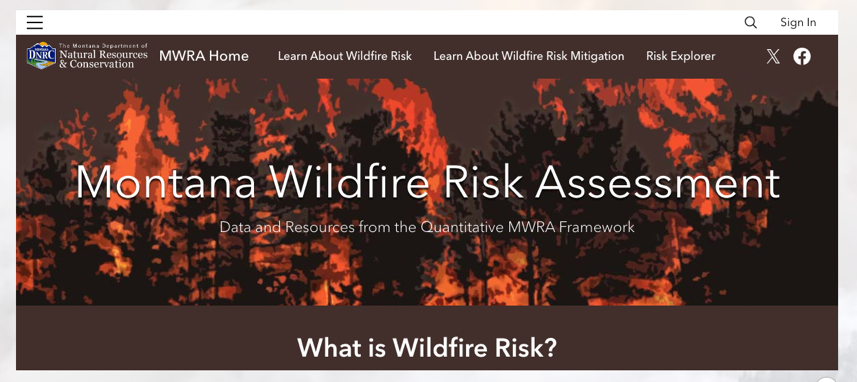 Sign In
The Montana Department of
DNRC
Natural Resources
& Conservation
MWRA Home
Learn About Wildfire Risk
Learn About Wildfire Risk Mitigation
Risk Explorer
Montana Wildfire Risk Assessment
Data and Resources from the Quantitative MWRA Framework
What is Wildfire Risk?